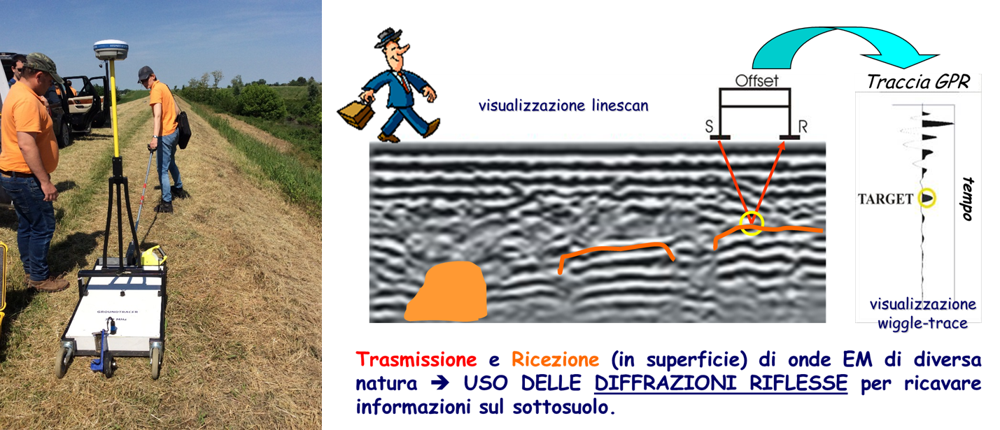 GROUNDTRACER
MHz
visualizzazione linescan
Offset
S
R
Traccia GPR
TARGET
tempo
visualizzazione
wiggle-trace
Trasmissione e Ricezione (in superficie) di onde EM di diversa
natura ➔ USO DELLE DIFFRAZIONI RIFLESSE per ricavare
informazioni sul sottosuolo.